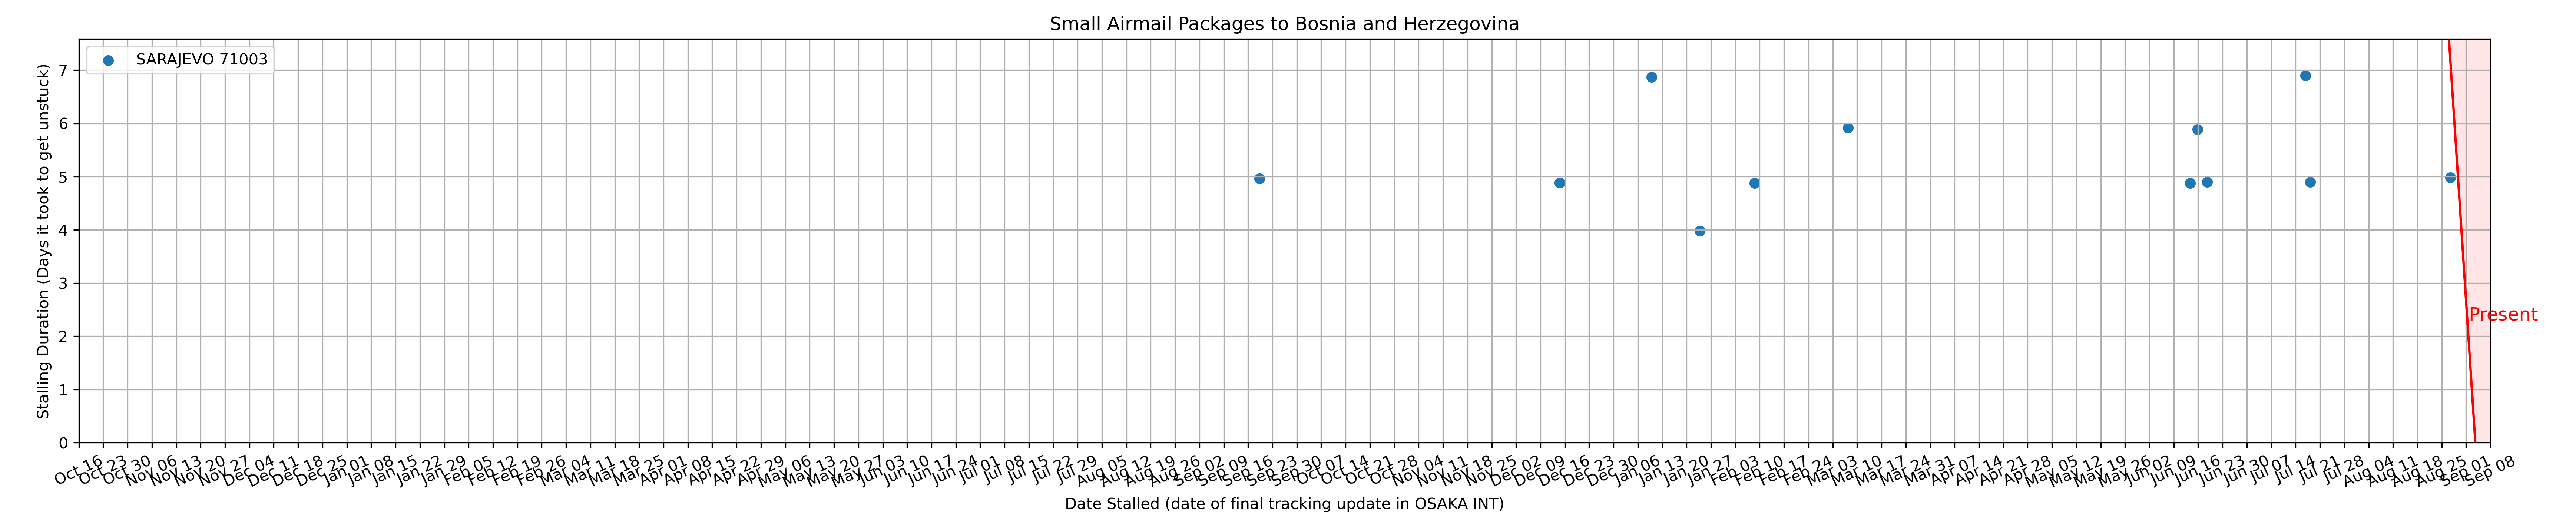 Small Airmail Packages to Bosnia and Herzegovina
SARAJEVO 71003
Stalling Duration (Days it took to get unstuck)
7
6
5
4
3
2
1
0
Present
Oct 16
Oct 23
Oct 30
Nov 06
Nov 13
Nov 20
Nov 27
Dec 04
Dec 11
Dec 18
Dec 25
Jan 01
Jan 08
Jan 15
Jan 22
Jan 29
Feb 05
Feb 12
Feb 19
Feb 26
Mar 04
Mar 11
Mar 18
Mar 25
Apr 01
Apr 08
Apr 15
Apr 22
Apr 29
May 06
May 13
May 20
May 27
Jun 03
Jun 10
Jun 17
Jun 24
Jul 01
Jul 08
Jul 15
Jul 22
Jul 29
Aug 05
Aug 12
Aug 19
Aug 26
Sep 02
Sep 09
Sep 16
Sep 23
Sep 30
Oct 07
Oct 14
Oct 21
Oct 28
Nov 04
Nov 11
Nov 18
Nov 25
Dec 02
Dec 09
Dec 16
Dec 23
Dec 30
Jan 06
Jan 13
Jan 20
Jan 27
Feb 03
Feb 10
Feb 17
Feb 24
Mar 03
Mar 10
Mar 17
Mar 24
Mar 31
Apr 07
Apr 14
Apr 21
Apr 28
May 05
May 12
May 19
May 26
Jun 02
Jun 09
Jun 16
Jun 23
Jun 30
Jul 07
Jul 14
Jul 21
Jul 28
Aug 04
Aug 11
Aug 18
Aug 25
Sep 01
Sep 08
Date Stalled (date of final tracking update in OSAKA INT)